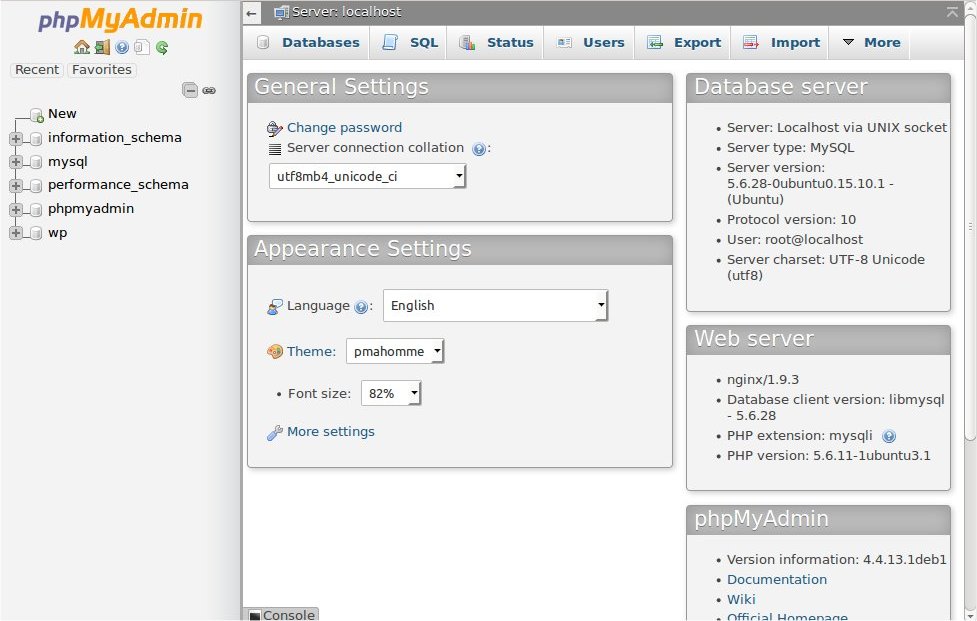 phpMyAdmin
Recent Favorites
New
information_schema
mysql
performance_schema
phpmyadmin
wp
Server: localhost
Databases SQL Status Users Export Import More
General Settings
Change password
Server connection collation :
utf8mb4_unicode_ci
Appearance Settings
Language :
English
Theme: pmahomme
• Font size: 82%
More settings
Database server
• Server: Localhost via UNIX socket
• Server type: MySQL
• Server version:
5.6.28-0ubuntu0.15.10.1 -
(Ubuntu)
• Protocol version: 10
• User: root@localhost
• Server charset: UTF-8 Unicode
(utf8)
Web server
• nginx/1.9.3
• Database client version: libmysql
- 5.6.28
• PHP extension: mysqli
• PHP version: 5.6.11-1ubuntu3.1
phpMyAdmin
• Version information: 4.4.13.1deb1
• Documentation
• Wiki
• Official Homepage
Console